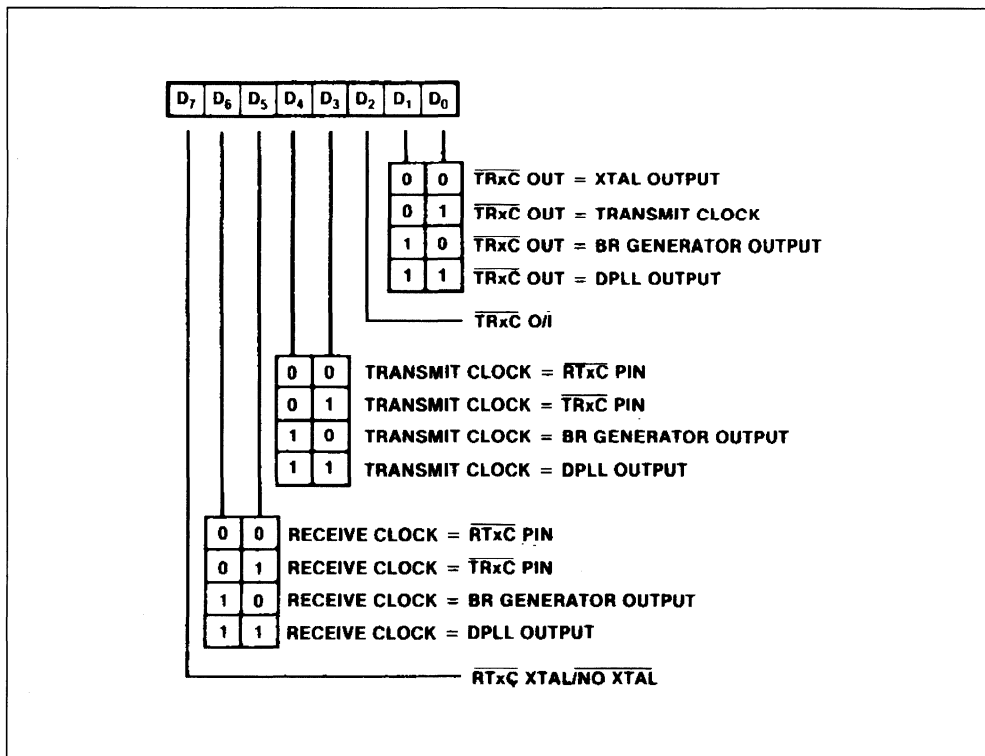 D7 D6 D5 D4 D3 D2 D1 D0
0 0 TRxC OUT = XTAL OUTPUT
0 1 TRxC OUT = TRANSMIT CLOCK
1 0 TRxC OUT = BR GENERATOR OUTPUT
1 1 TRxC OUT = DPLL OUTPUT
TRxC O/I
0 0 TRANSMIT CLOCK = RTxC PIN
0 1 TRANSMIT CLOCK = TRxC PIN
1 0 TRANSMIT CLOCK = BR GENERATOR OUTPUT
1 1 TRANSMIT CLOCK = DPLL OUTPUT
0 0 RECEIVE CLOCK = RTxC PIN
0 1 RECEIVE CLOCK = TRxC PIN
1 0 RECEIVE CLOCK = BR GENERATOR OUTPUT
1 1 RECEIVE CLOCK = DPLL OUTPUT
RTxC XTAL/NO XTAL